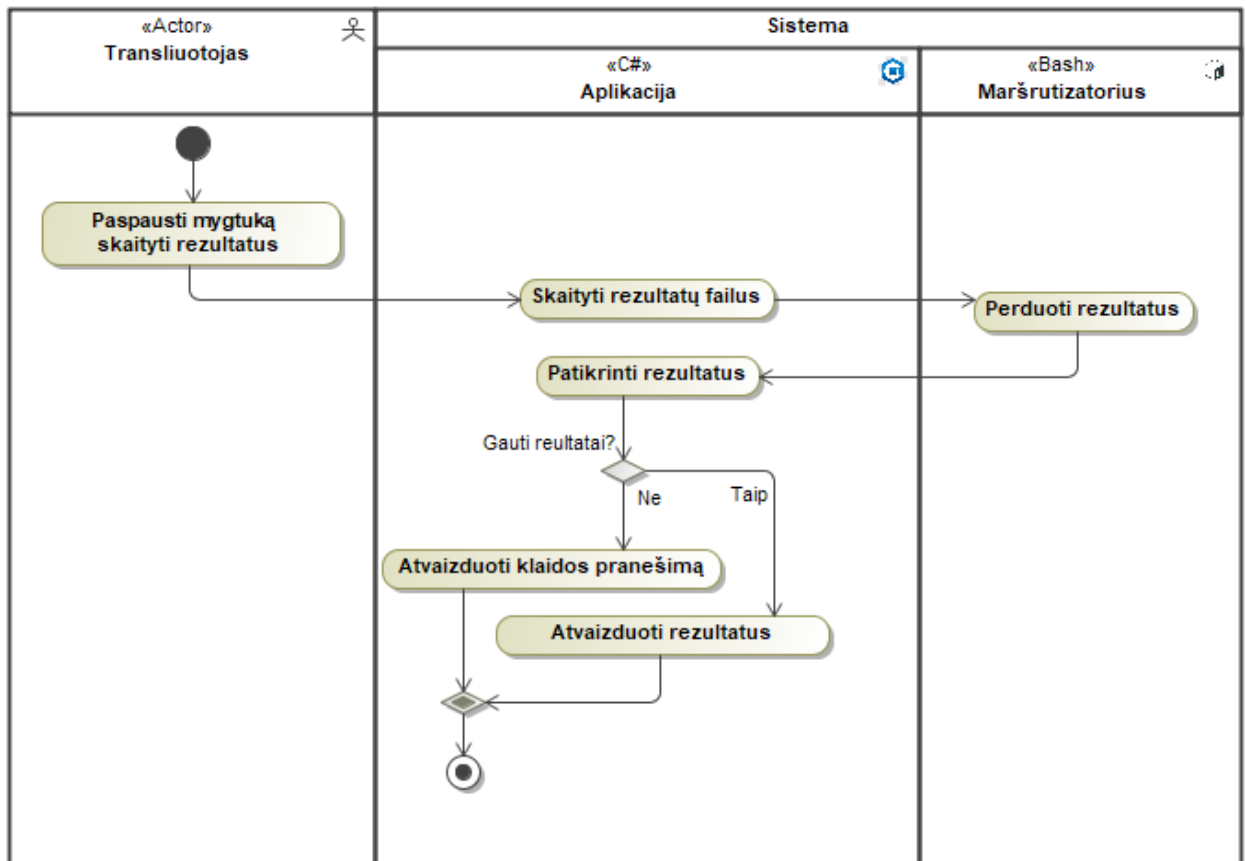 «Actor»
Transliuotojas
Sistema
«C#»
Aplikacija
«Bash»
Maršrutizatorius
Paspausti mygtuką
skaityti rezultatus
Skaityti rezultatų failus
Perduoti rezultatus
Patikrinti rezultatus
Gauti reultatai?
Ne
Taip
Atvaizduoti klaidos pranešimą
Atvaizduoti rezultatus